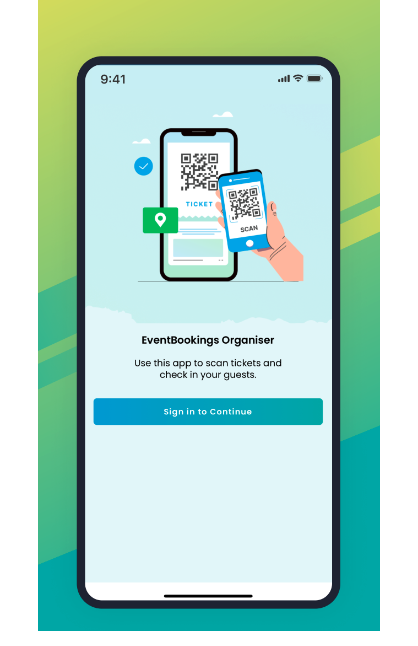 9:41
TICKET
SCAN
EventBookings Organiser
Use this app to scan tickets and
check in your guests.
Sign in to Continue